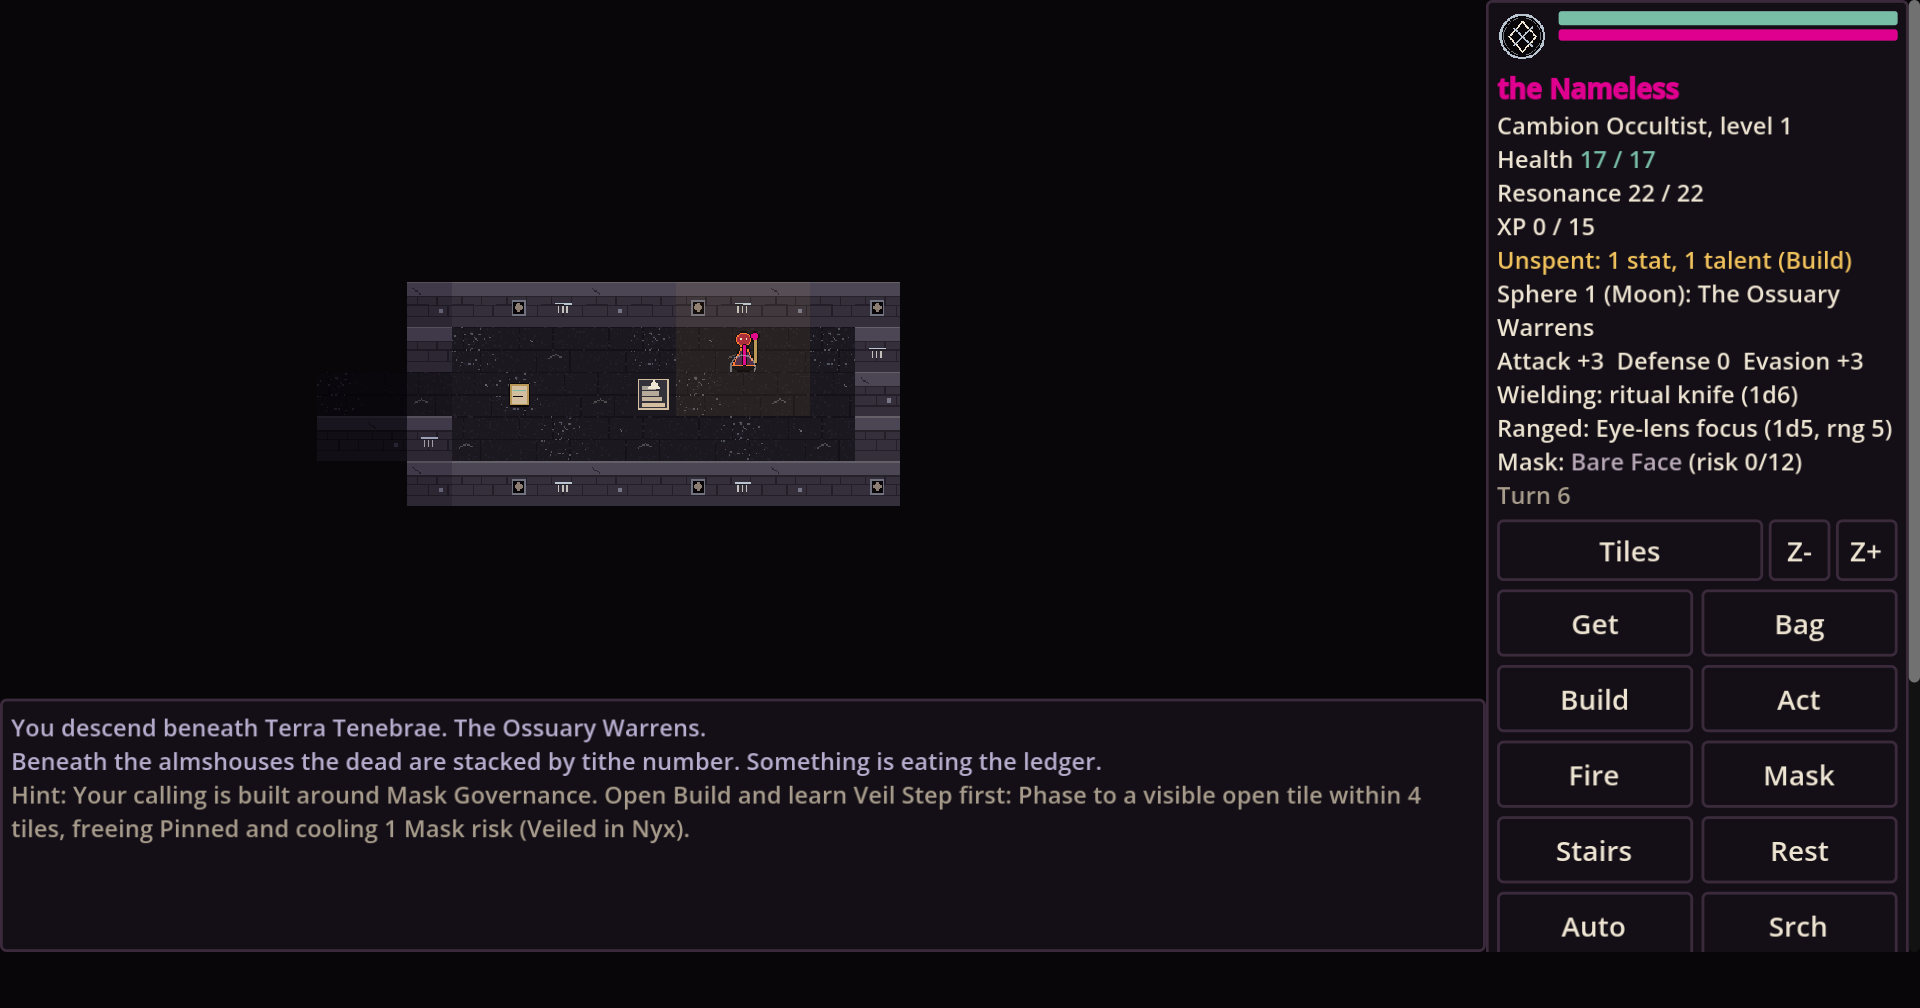 the Nameless
Cambion Occultist, level 1
Health 17 / 17
Resonance 22 / 22
XP 0 / 15
Unspent: 1 stat, 1 talent (Build)
Sphere 1 (Moon): The Ossuary
Warrens
Attack +3 Defense 0 Evasion +3
Wielding: ritual knife (1d6)
Ranged: Eye-lens focus (1d5, rng 5)
Mask: Bare Face (risk 0/12)
Turn 6
Tiles Z- Z+
Get Bag
Build Act
Fire Mask
Stairs Rest
Auto Srch
You descend beneath Terra Tenebrae. The Ossuary Warrens.
Beneath the almshouses the dead are stacked by tithe number. Something is eating the ledger.
Hint: Your calling is built around Mask Governance. Open Build and learn Veil Step first: Phase to a visible open tile within 4
tiles, freeing Pinned and cooling 1 Mask risk (Veiled in Nyx).